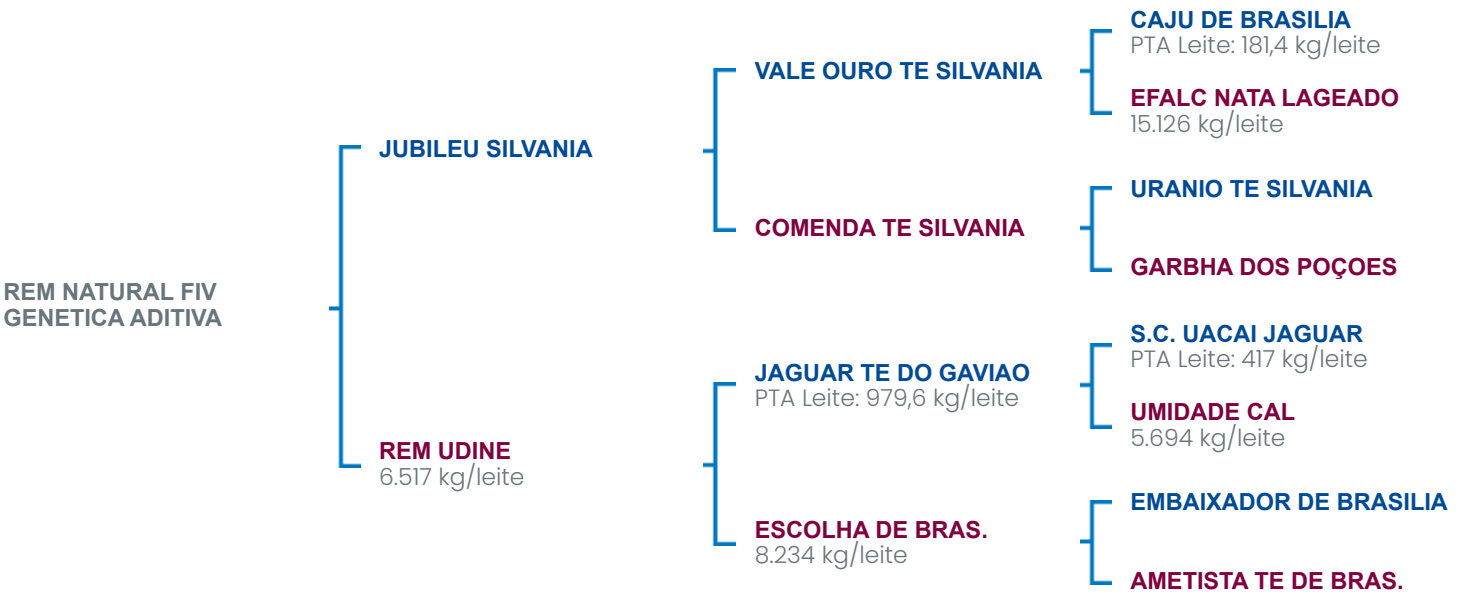 REM NATURAL FIV
GENETICA ADITIVA
JUBILEU SILVANIA
REM UDINE
6.517 kg/leite
VALE OURO TE SILVANIA
COMENDA TE SILVANIA
JAGUAR TE DO GAVIAO
PTA Leite: 979,6 kg/leite
ESCOLHA DE BRAS.
8.234 kg/leite
CAJU DE BRASILIA
PTA Leite: 181,4 kg/leite
EFALC NATA LAGEADO
15.126 kg/leite
URANIO TE SILVANIA
GARBHA DOS POÇOES
S.C. UACAI JAGUAR
PTA Leite: 417 kg/leite
UMIDADE CAL
5.694 kg/leite
EMBAIXADOR DE BRASILIA
AMETISTA TE DE BRAS.